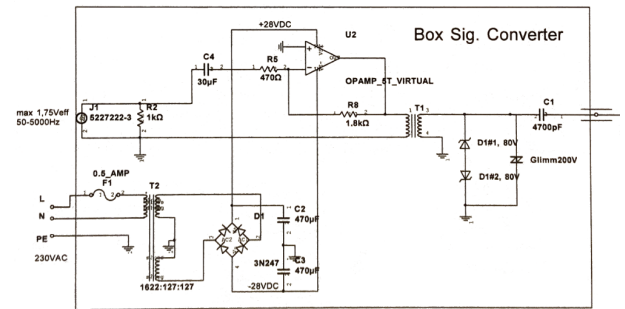 +28VDC
U2
Box Sig. Converter
C4
30µF
R5
470Ω
OPAMP_5T_VIRTUAL
max 1,75Veff
50-5000Hz
J1
5227222-3
R2
1kΩ
R8
1.8kΩ
T1
C1
4700pF
D1#1, 80V
D1#2, 80V
Glimm200V
0.5_AMP
F1
L
N
PE
230VAC
T2
1622:127:127
D1
3N247
C2
470µF
C3
470µF
-28VDC